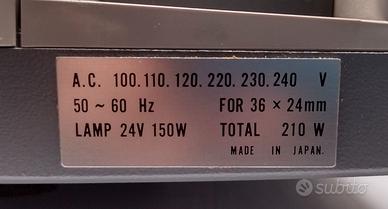 A.C. 100.110.120.220.230.240 V
50 ~ 60 Hz FOR 36 × 24mm
LAMP 24V 150W TOTAL 210 W
MADE IN JAPAN.
subito